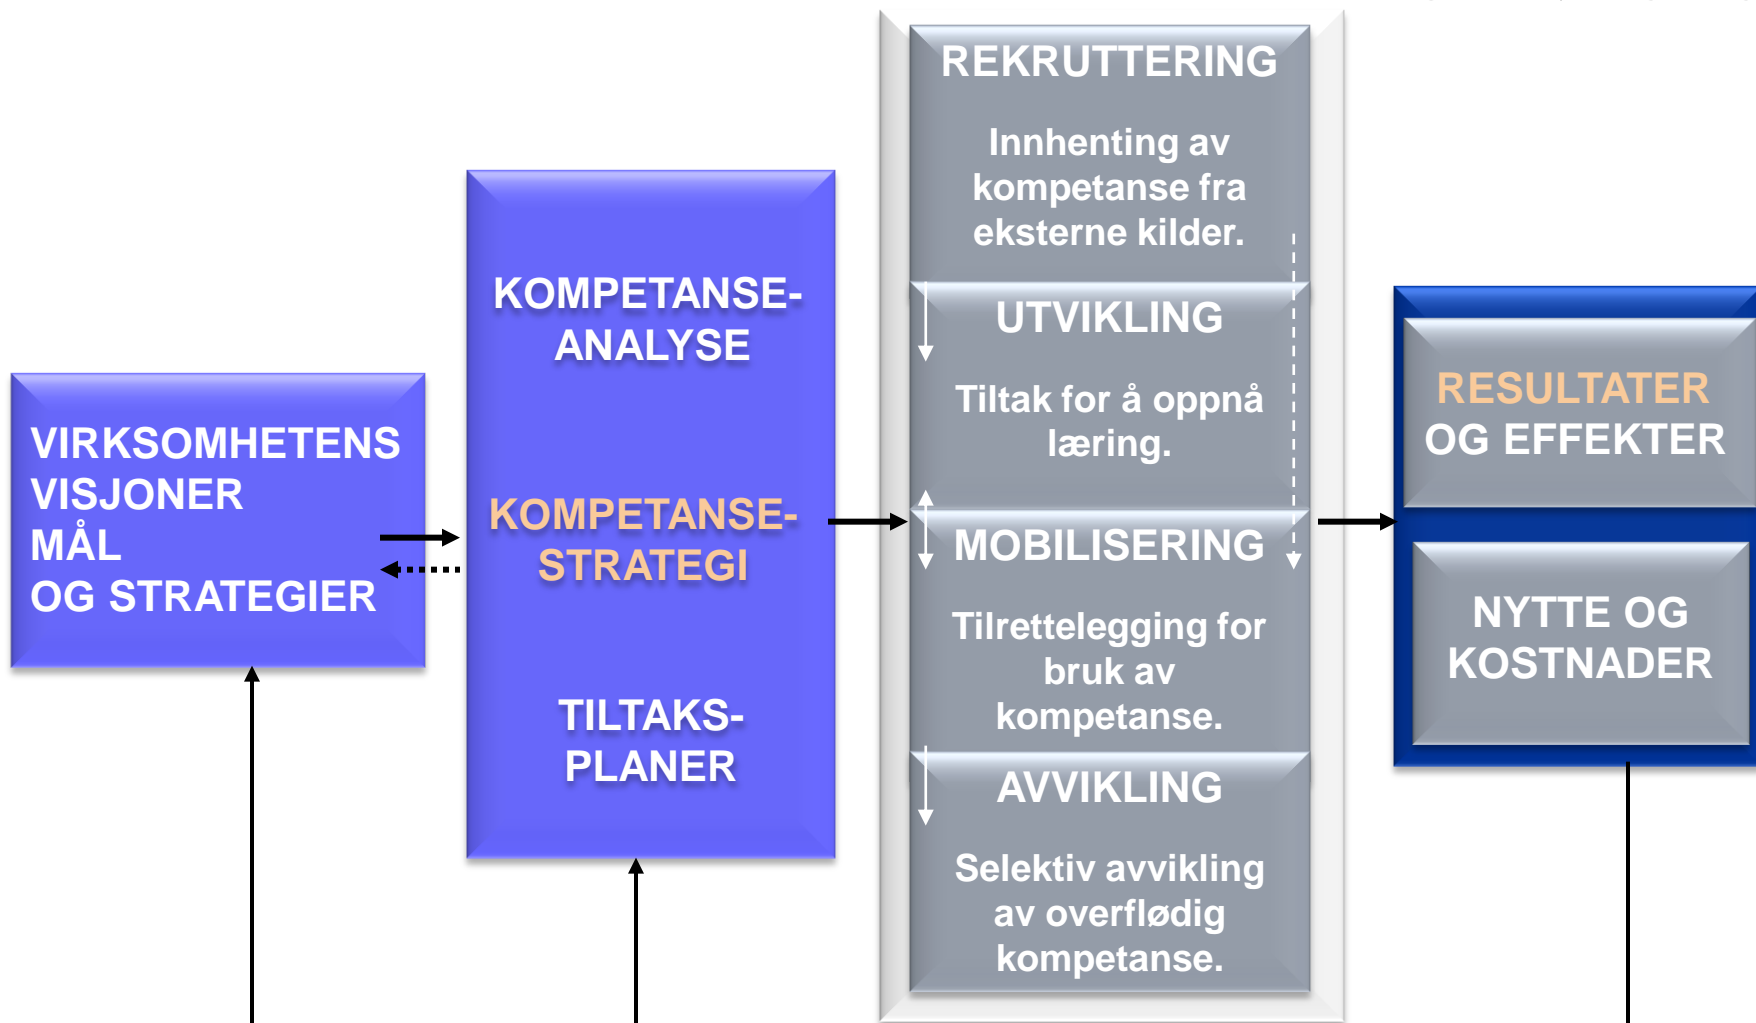 VIRKSOMHETENS
VISJONER
MÅL
OG STRATEGIER
KOMPETANSE-
ANALYSE
KOMPETANSE-
STRATEGI
TILTAKS-
PLANER
REKRUTTERING
Innhenting av
kompetanse fra
eksterne kilder.
UTVIKLING
Tiltak for å oppnå
læring.
MOBILISERING
Tilrettelegging for
bruk av
kompetanse.
AVVIKLING
Selektiv avvikling
av overflødig
kompetanse.
RESULTATER
OG EFFEKTER
NYTTE OG
KOSTNADER